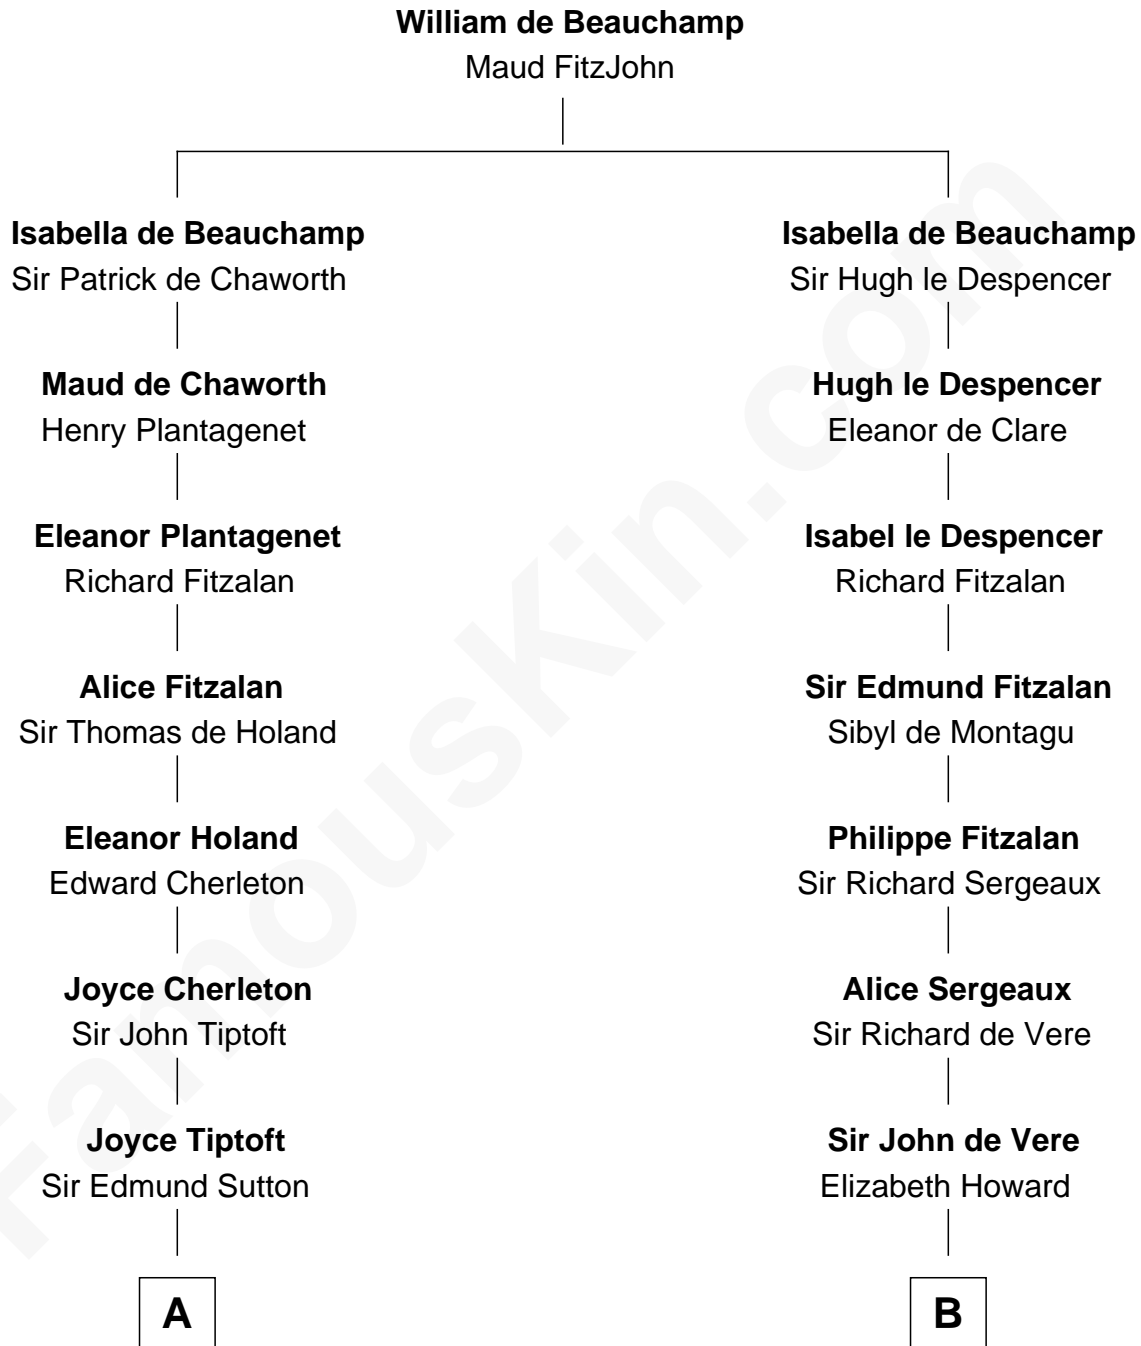 William de Beauchamp
Maud FitzJohn
Isabella de Beauchamp
Sir Patrick de Chaworth
Isabella de Beauchamp
Sir Hugh le Despencer
Maud de Chaworth
Henry Plantagenet
Hugh le Despencer
Eleanor de Clare
Eleanor Plantagenet
Richard Fitzalan
Isabel le Despencer
Richard Fitzalan
Alice Fitzalan
Sir Thomas de Holand
Sir Edmund Fitzalan
Sibyl de Montagu
Eleanor Holand
Edward Cherleton
Philippe Fitzalan
Sir Richard Sergeaux
Joyce Cherleton
Sir John Tiptoft
Alice Sergeaux
Sir Richard de Vere
Joyce Tiptoft
Sir Edmund Sutton
Sir John de Vere
Elizabeth Howard
A
B
FamousKin.com